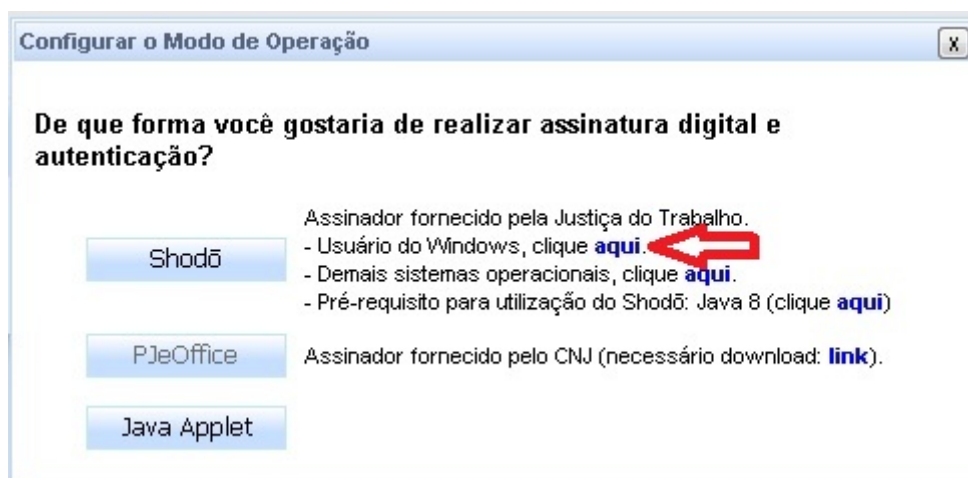 Configurar o Modo de Operação
x
De que forma você gostaria de realizar assinatura digital e
autenticação?
Shodō
Assinador fornecido pela Justiça do Trabalho.
- Usuário do Windows, clique aqui.
- Demais sistemas operacionais, clique aqui.
- Pré-requisito para utilização do Shodō: Java 8 (clique aqui)
PJeOffice
Assinador fornecido pelo CNJ (necessário download: link).
Java Applet